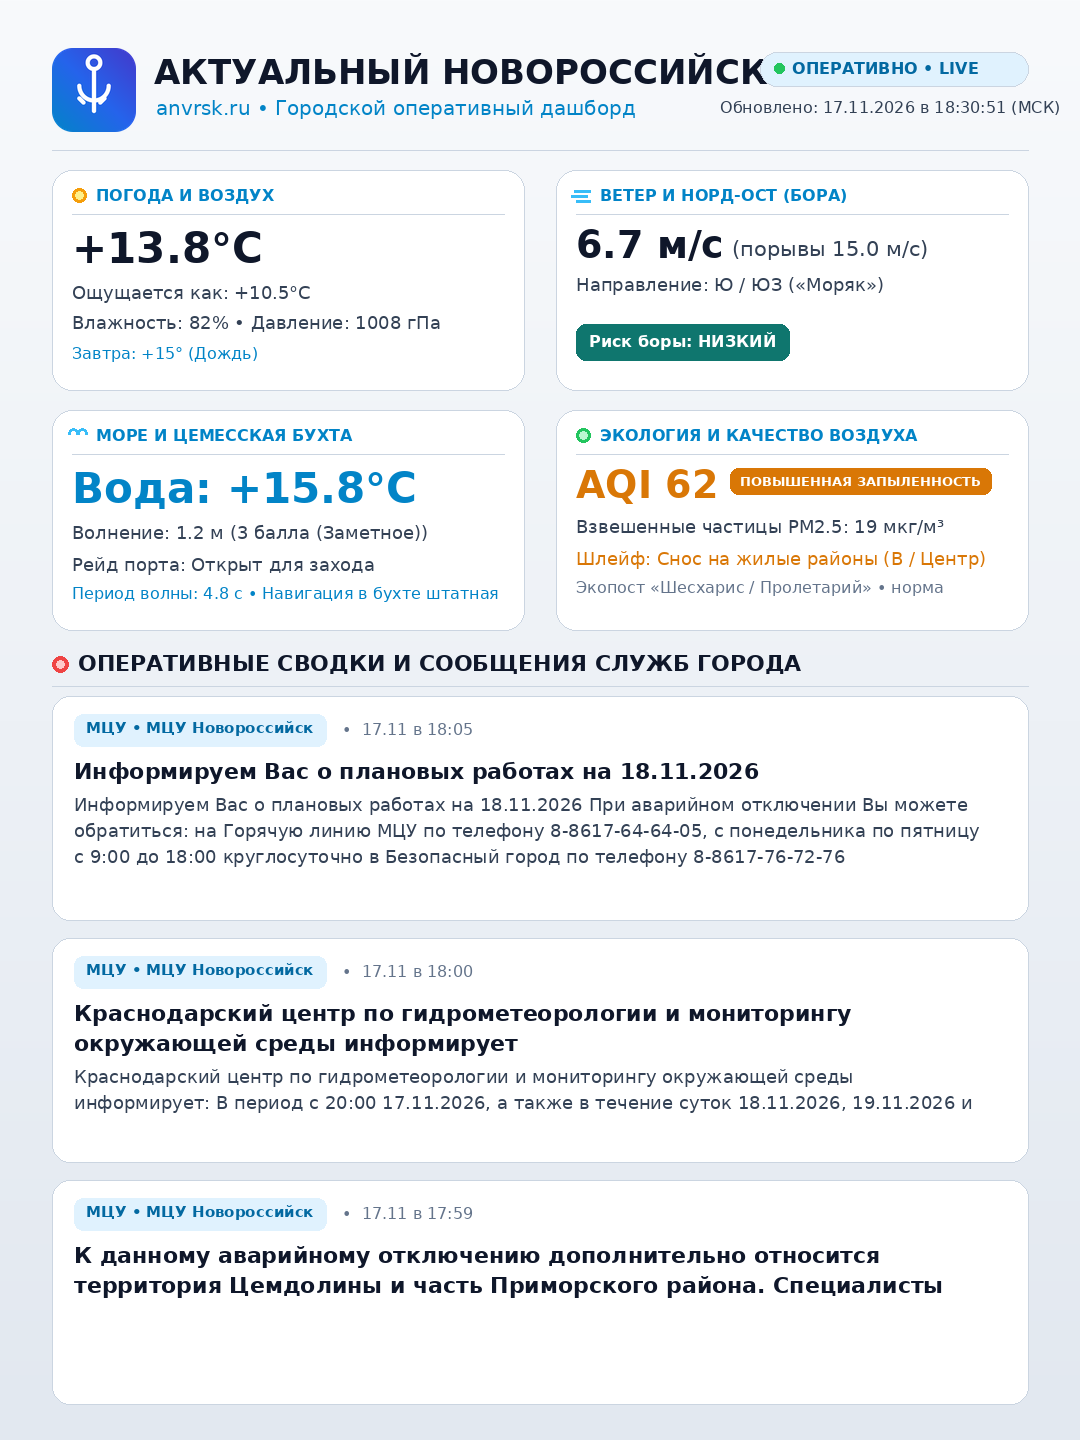 АКТУАЛЬНЫЙ НОВОРОССИЙСК
ОПЕРАТИВНО • LIVE
anvrsk.ru • Городской оперативный дашборд
Обновлено: 17.11.2026 в 18:30:51 (МСК)
ПОГОДА И ВОЗДУХ
+13.8°C
Ощущается как: +10.5°C
Влажность: 82% • Давление: 1008 гПа
Завтра: +15° (Дождь)
ВЕТЕР И НОРД-ОСТ (БОРА)
6.7 м/с (порывы 15.0 м/с)
Направление: Ю / ЮЗ («Моряк»)
Риск боры: НИЗКИЙ
МОРЕ И ЦЕМЕССКАЯ БУХТА
Вода: +15.8°C
Волнение: 1.2 м (3 балла (Заметное))
Рейд порта: Открыт для захода
Период волны: 4.8 с • Навигация в бухте штатная
ЭКОЛОГИЯ И КАЧЕСТВО ВОЗДУХА
AQI 62 ПОВЫШЕННАЯ ЗАПЫЛЕННОСТЬ
Взвешенные частицы PM2.5: 19 мкг/м³
Шлейф: Снос на жилые районы (В / Центр)
Экопост «Шесхарис / Пролетарий» • норма
ОПЕРАТИВНЫЕ СВОДКИ И СООБЩЕНИЯ СЛУЖБ ГОРОДА
МЦУ • МЦУ Новороссийск • 17.11 в 18:05
Информируем Вас о плановых работах на 18.11.2026
Информируем Вас о плановых работах на 18.11.2026 При аварийном отключении Вы можете
обратиться: на Горячую линию МЦУ по телефону 8-8617-64-64-05, с понедельника по пятницу
с 9:00 до 18:00 круглосуточно в Безопасный город по телефону 8-8617-76-72-76
МЦУ • МЦУ Новороссийск • 17.11 в 18:00
Краснодарский центр по гидрометеорологии и мониторингу
окружающей среды информирует
Краснодарский центр по гидрометеорологии и мониторингу окружающей среды
информирует: В период с 20:00 17.11.2026, а также в течение суток 18.11.2026, 19.11.2026 и
МЦУ • МЦУ Новороссийск • 17.11 в 17:59
К данному аварийному отключению дополнительно относится
территория Цемдолины и часть Приморского района. Специалисты